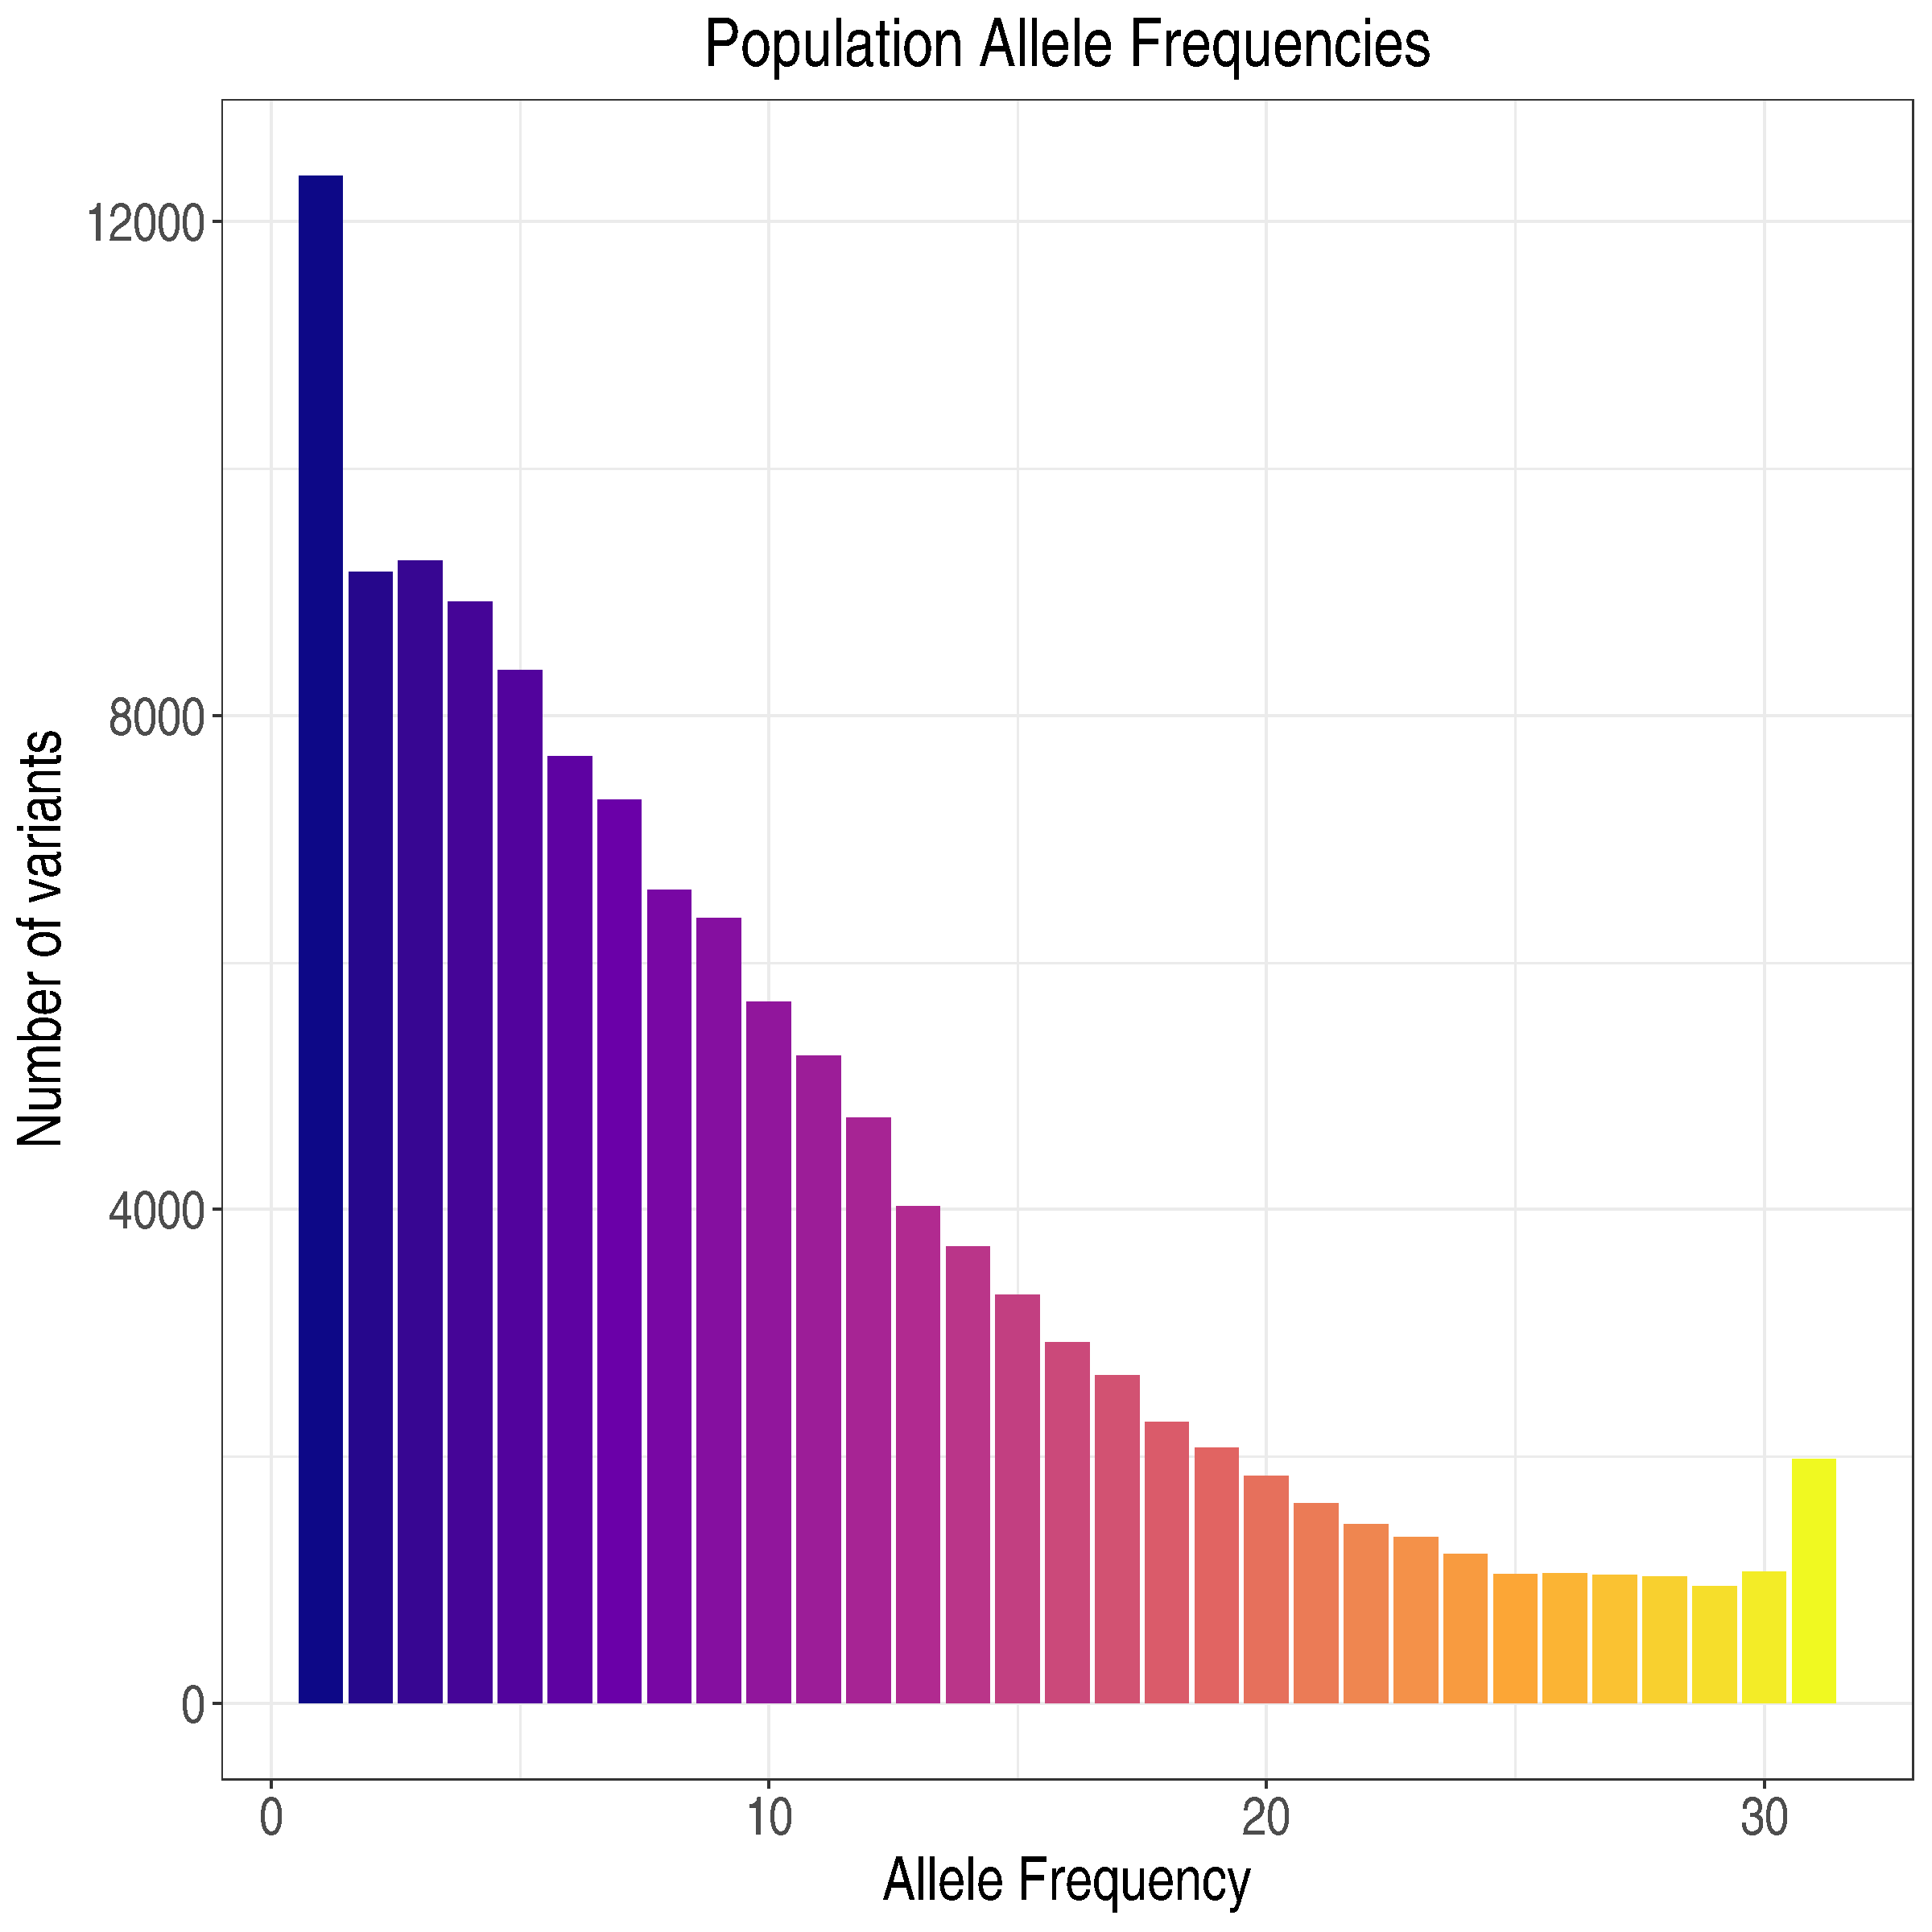 Population Allele Frequencies
12000
8000
4000
0
Number of variants
0 10 20 30
Allele Frequency